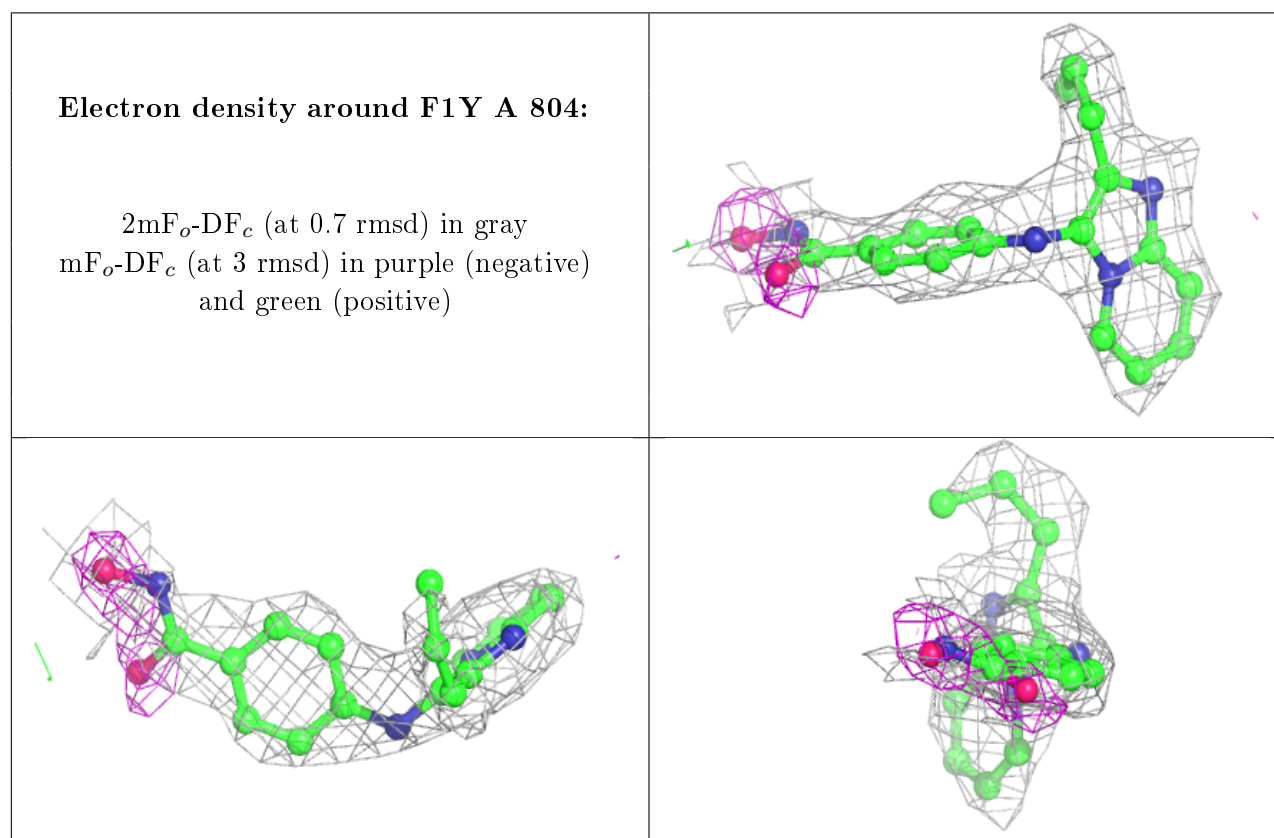 Electron density around F1Y A 804:
2mFo-DFc (at 0.7 rmsd) in gray
mFo-DFc (at 3 rmsd) in purple (negative)
and green (positive)